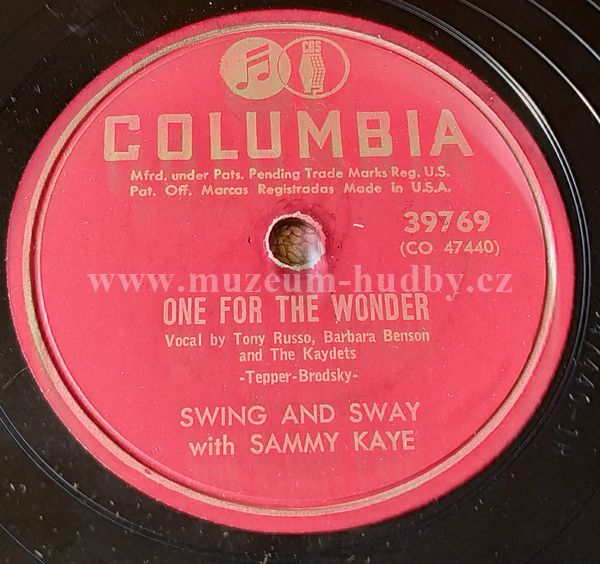 CBS
COLUMBIA
Mfrd. under Pats. Pending Trade Marks Reg. U.S.
Pat. Off. Marcas Registradas Made in U.S.A.
39769
(CO 47440)
www.muzeum-hudby.cz
ONE FOR THE WONDER
Vocal by Tony Russo, Barbara Benson
and The Kaydets
-Tepper-Brodsky-
SWING AND SWAY
with SAMMY KAYE